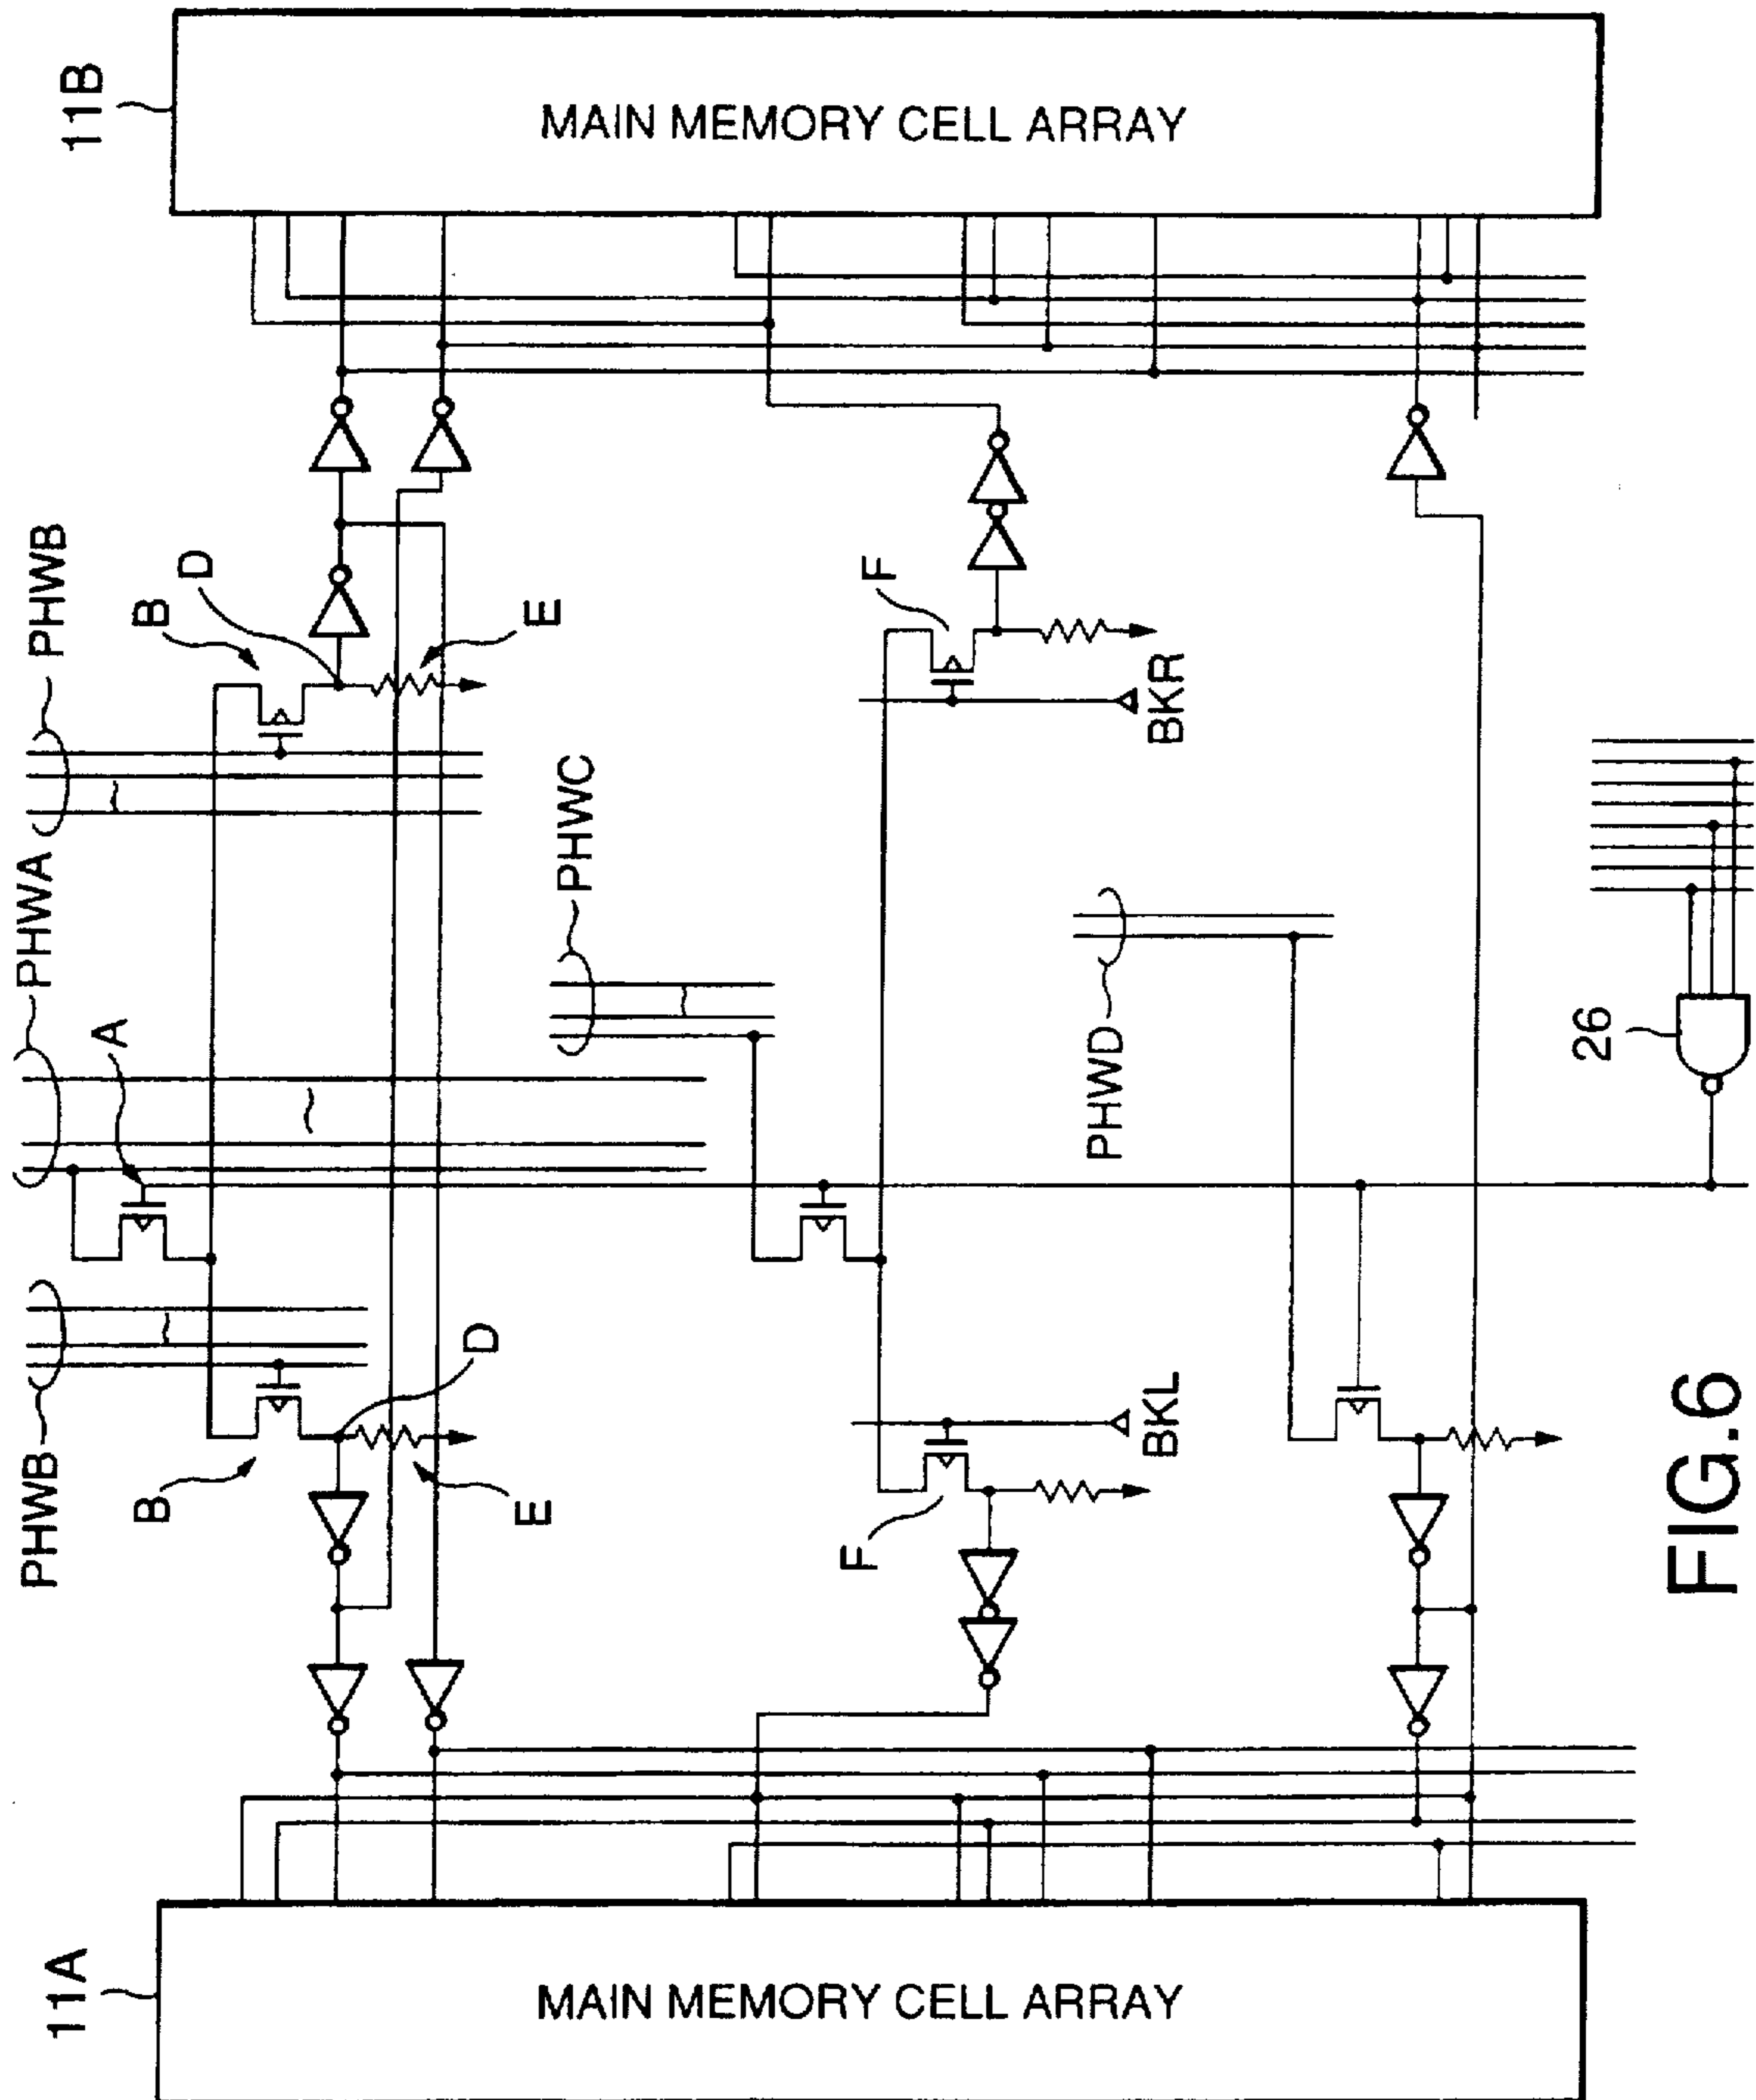 11B
MAIN MEMORY CELL ARRAY
PHWB
D
B
E
PHWA
A
PHWC
F
BKR
PHWD
26
PHWB
B
D
E
F
BKL
11A
MAIN MEMORY CELL ARRAY
FIG.6